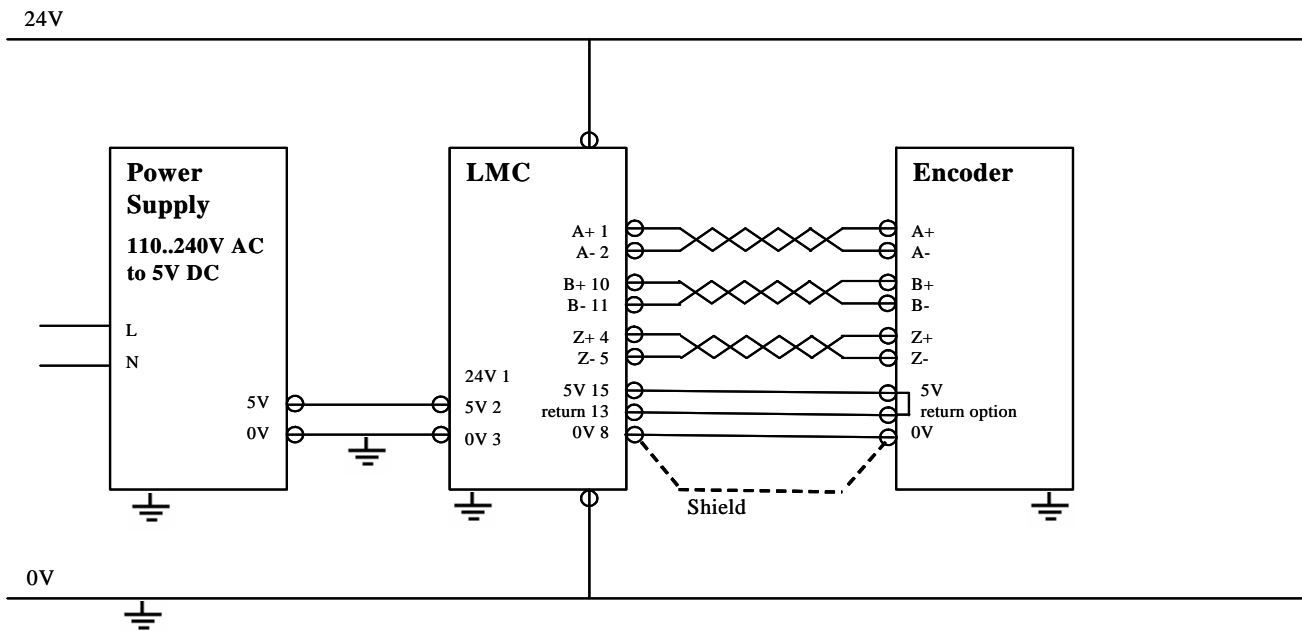 24V
Power
Supply
110..240V AC
to 5V DC
L
N
5V
0V
LMC
A+ 1
A- 2
B+ 10
B- 11
Z+ 4
Z- 5
24V 1
5V 2
0V 3
5V 15
return 13
0V 8
Encoder
A+
A-
B+
B-
Z+
Z-
5V
return option
0V
Shield
0V